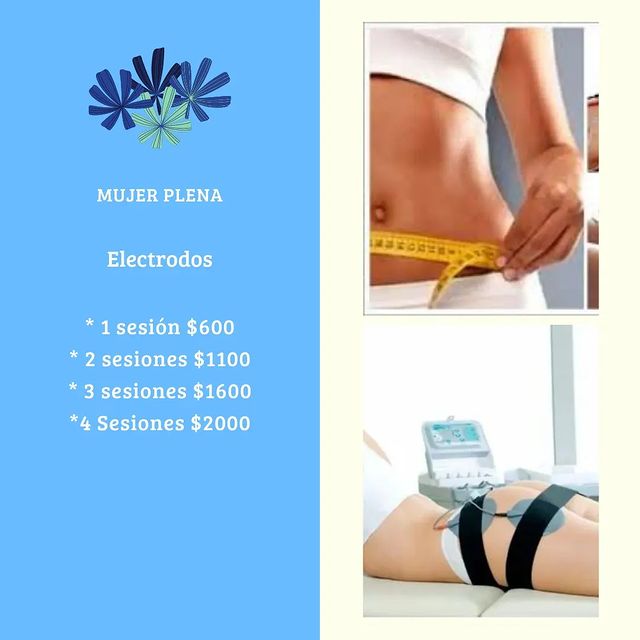 MUJER PLENA
Electrodos
* 1 sesión $600
* 2 sesiones $1100
* 3 sesiones $1600
*4 Sesiones $2000